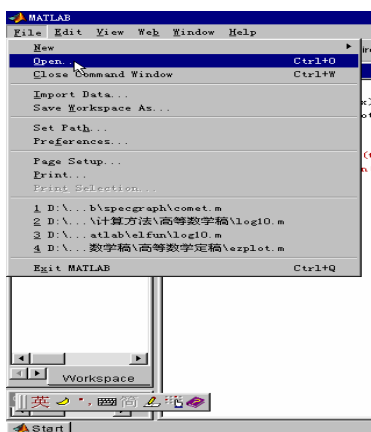 MATLAB
File Edit View Web Window Help
New
Open... Ctrl+O
Close Command Window Ctrl+W
Import Data...
Save Workspace As...
Set Path...
Preferences...
Page Setup...
Print...
Print Selection...
1 D:\...b\specgraph\comet.m
2 D:\...\计算方法\高等数学稿\log10.m
3 D:\...atlab\elfun\log10.m
4 D:\...数学稿\高等数学定稿\ezplot.m
Exit MATLAB Ctrl+Q
Workspace
英 简
Start